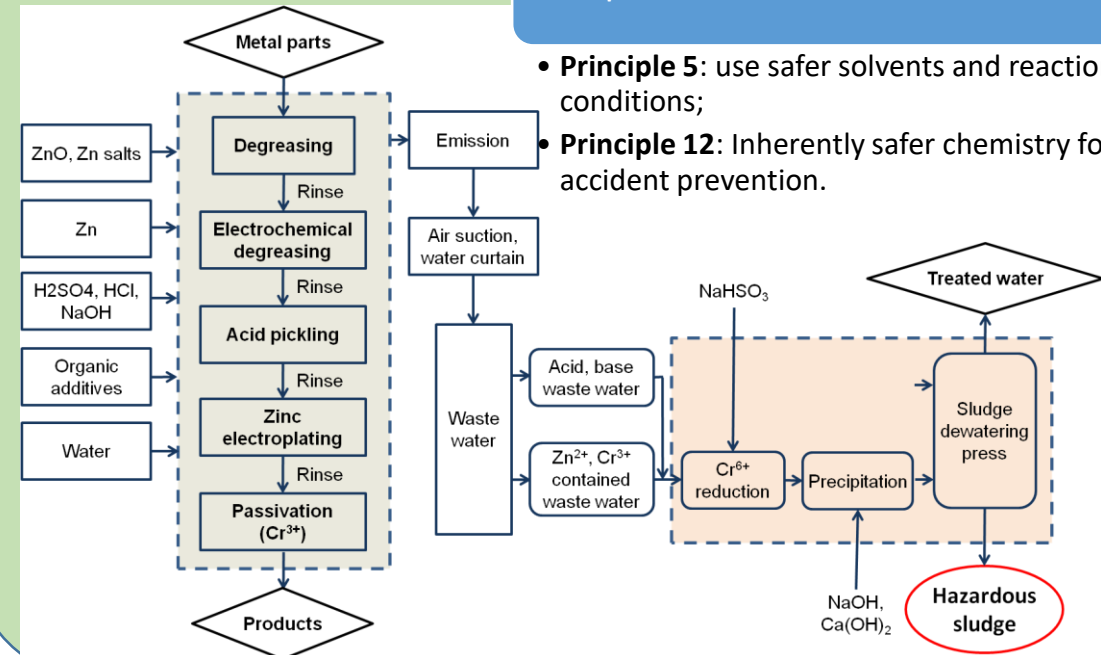 • Principle 5: use safer solvents and reactio
conditions;
• Principle 12: Inherently safer chemistry fo
accident prevention.
Metal parts
ZnO, Zn salts
Zn
H2SO4, HCl,
NaOH
Organic
additives
Water
Degreasing
Rinse
Electrochemical
degreasing
Rinse
Acid pickling
Rinse
Zinc
electroplating
Rinse
Passivation
(Cr³⁺)
Products
Emission
Air suction,
water curtain
Waste
water
Acid, base
waste water
Zn²⁺, Cr³⁺
contained
waste water
NaHSO₃
Cr⁶⁺
reduction
Precipitation
NaOH,
Ca(OH)₂
Sludge
dewatering
press
Treated water
Hazardous
sludge